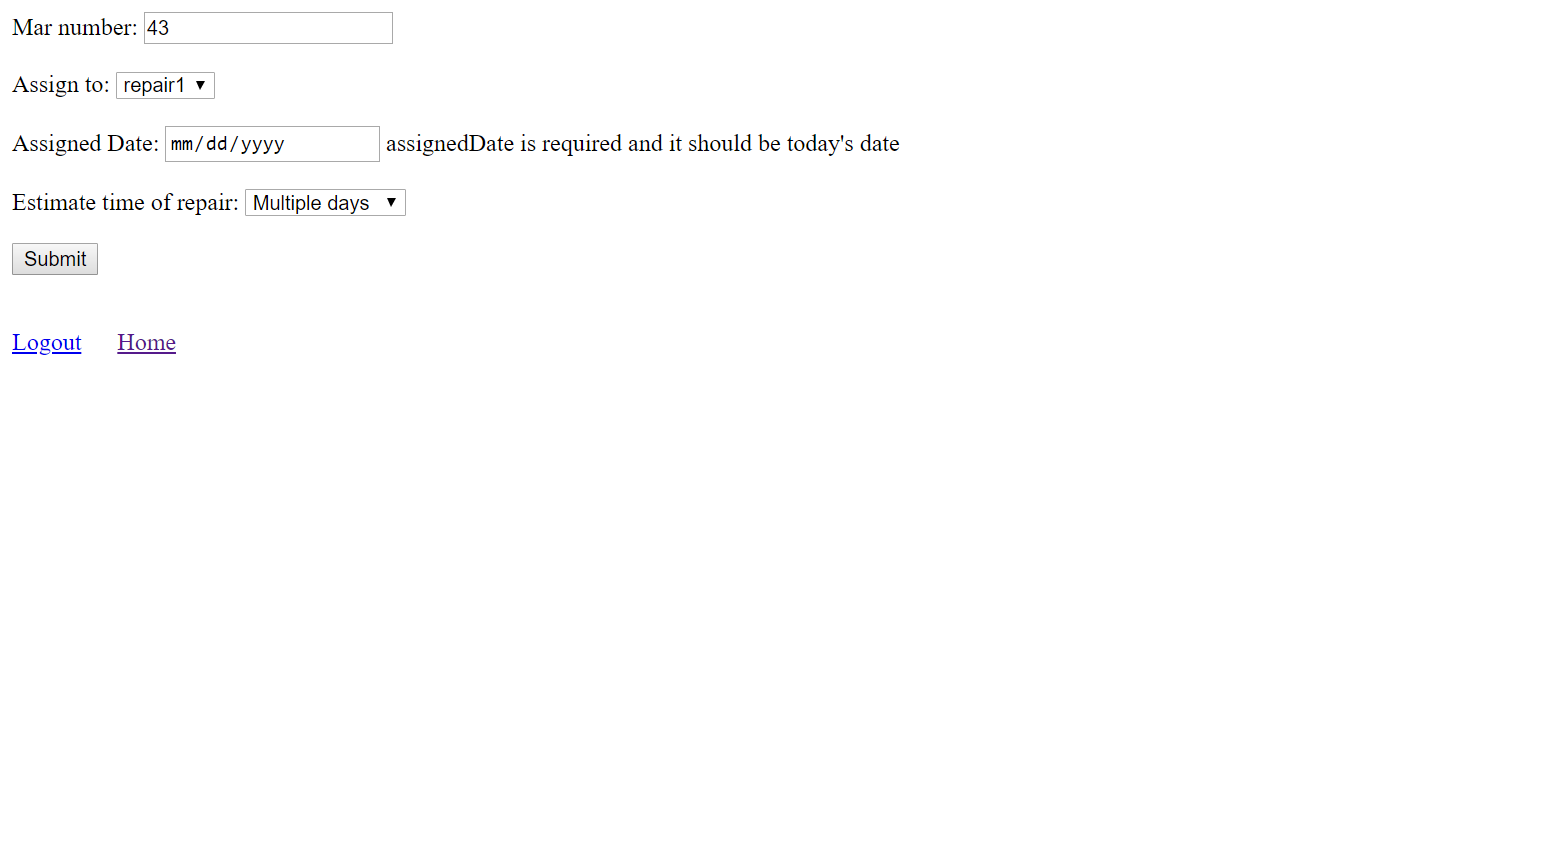 Mar number: 43
Assign to: repair1 ▼
Assigned Date: mm/dd/yyyy assignedDate is required and it should be today's date
Estimate time of repair: Multiple days ▼
Submit
Logout Home